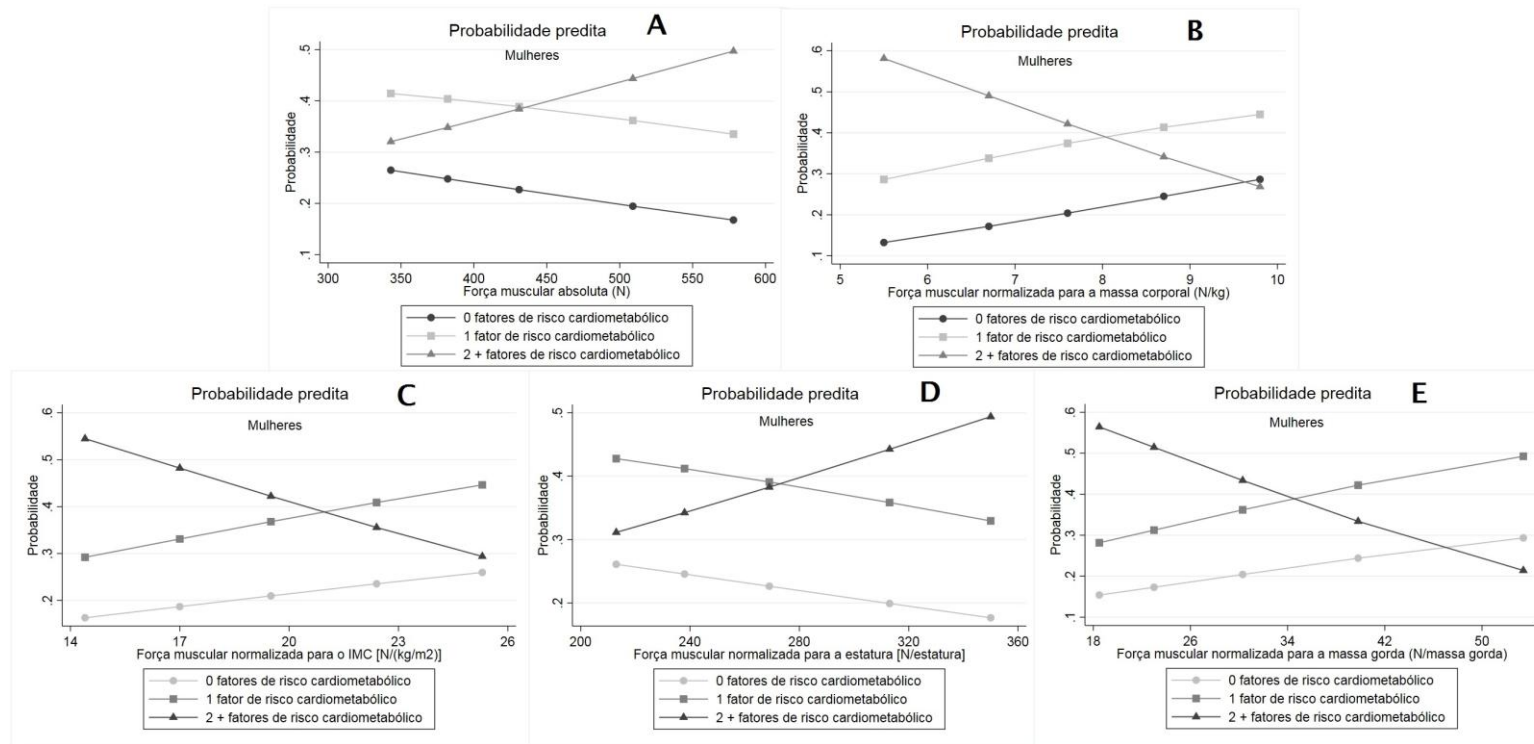 Probabilidade predita
A
Mulheres
Probabilidade
.1 .2 .3 .4 .5
300 350 400 450 500 550 600
Força muscular absoluta (N)
0 fatores de risco cardiometabólico
1 fator de risco cardiometabólico
2 + fatores de risco cardiometabólico
Probabilidade predita
B
Mulheres
Probabilidade
.1 .2 .3 .4 .5 .6
5 6 7 8 9 10
Força muscular normalizada para a massa corporal (N/kg)
0 fatores de risco cardiometabólico
1 fator de risco cardiometabólico
2 + fatores de risco cardiometabólico
Probabilidade predita
C
Mulheres
Probabilidade
.2 .3 .4 .5 .6
14 17 20 23 26
Força muscular normalizada para o IMC [N/(kg/m2)]
0 fatores de risco cardiometabólico
1 fator de risco cardiometabólico
2 + fatores de risco cardiometabólico
Probabilidade predita
D
Mulheres
Probabilidade
.2 .3 .4 .5
200 240 280 320 360
Força muscular normalizada para a estatura [N/estatura]
0 fatores de risco cardiometabólico
1 fator de risco cardiometabólico
2 + fatores de risco cardiometabólico
Probabilidade predita
E
Mulheres
Probabilidade
.1 .2 .3 .4 .5 .6
18 26 34 42 50
Força muscular normalizada para a massa gorda (N/massa gorda)
0 fatores de risco cardiometabólico
1 fator de risco cardiometabólico
2 + fatores de risco cardiometabólico